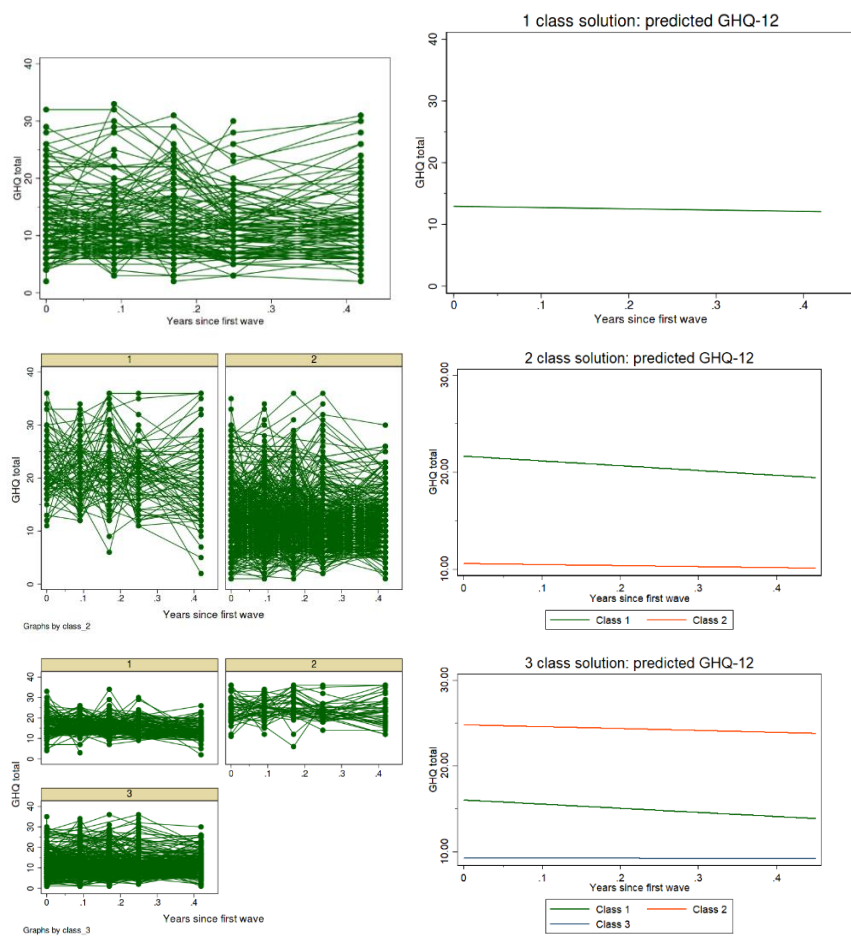 GHQ total
40
30
20
10
0
0 .1 .2 .3 .4
Years since first wave
1 class solution: predicted GHQ-12
GHQ total
40
30
20
10
0
0 .1 .2 .3 .4
Years since first wave
1 2
GHQ total
40
30
20
10
0
0 .1 .2 .3 .4 0 .1 .2 .3 .4
Years since first wave
Graphs by class_2
2 class solution: predicted GHQ-12
GHQ total
30.00
20.00
10.00
0 .1 .2 .3 .4
Years since first wave
Class 1 Class 2
1 2
3
GHQ total
0 10 20 30 40
0 10 20 30 40
0 .1 .2 .3 .4 0 .1 .2 .3 .4
0 .1 .2 .3 .4
Years since first wave
Graphs by class_3
3 class solution: predicted GHQ-12
GHQ total
30.00
20.00
10.00
0 .1 .2 .3 .4
Years since first wave
Class 1 Class 2
Class 3